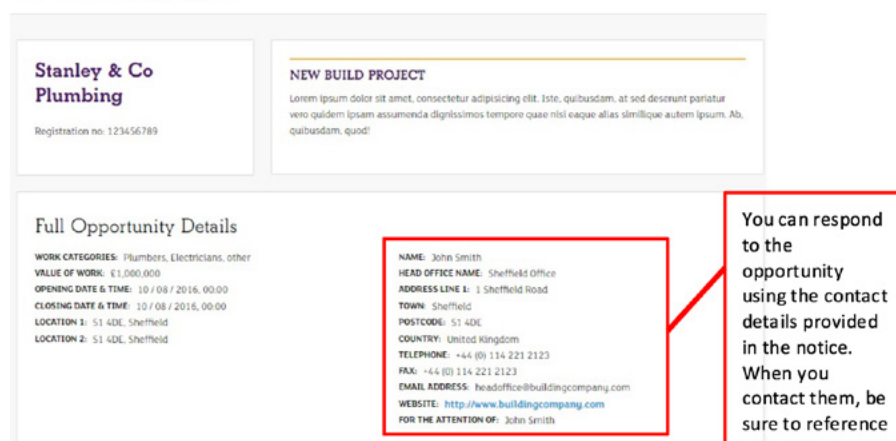 Stanley & Co
Plumbing
Registration no: 123456789
NEW BUILD PROJECT
Lorem ipsum dolor sit amet, consectetur adipisicing elit. Iste, quibusdam, at sed deserunt pariatur
vero quidem ipsam assumenda dignissimos tempore quae nisi eaque alias similique autem ipsum. Ab,
quibusdam, quod!
Full Opportunity Details
WORK CATEGORIES: Plumbers, Electricians, other
VALUE OF WORK: £1,000,000
OPENING DATE & TIME: 10 / 08 / 2016, 00:00
CLOSING DATE & TIME: 10 / 08 / 2016, 00:00
LOCATION 1: S1 4DE, Sheffield
LOCATION 2: S1 4DE, Sheffield
NAME: John Smith
HEAD OFFICE NAME: Sheffield Office
ADDRESS LINE 1: 1 Sheffield Road
TOWN: Sheffield
POSTCODE: S1 4DE
COUNTRY: United Kingdom
TELEPHONE: +44 (0) 114 221 2123
FAX: +44 (0) 114 221 2123
EMAIL ADDRESS: headoffice@buildingcompany.com
WEBSITE: http://www.buildingcompany.com
FOR THE ATTENTION OF: John Smith
You can respond
to the
opportunity
using the contact
details provided
in the notice.
When you
contact them, be
sure to reference